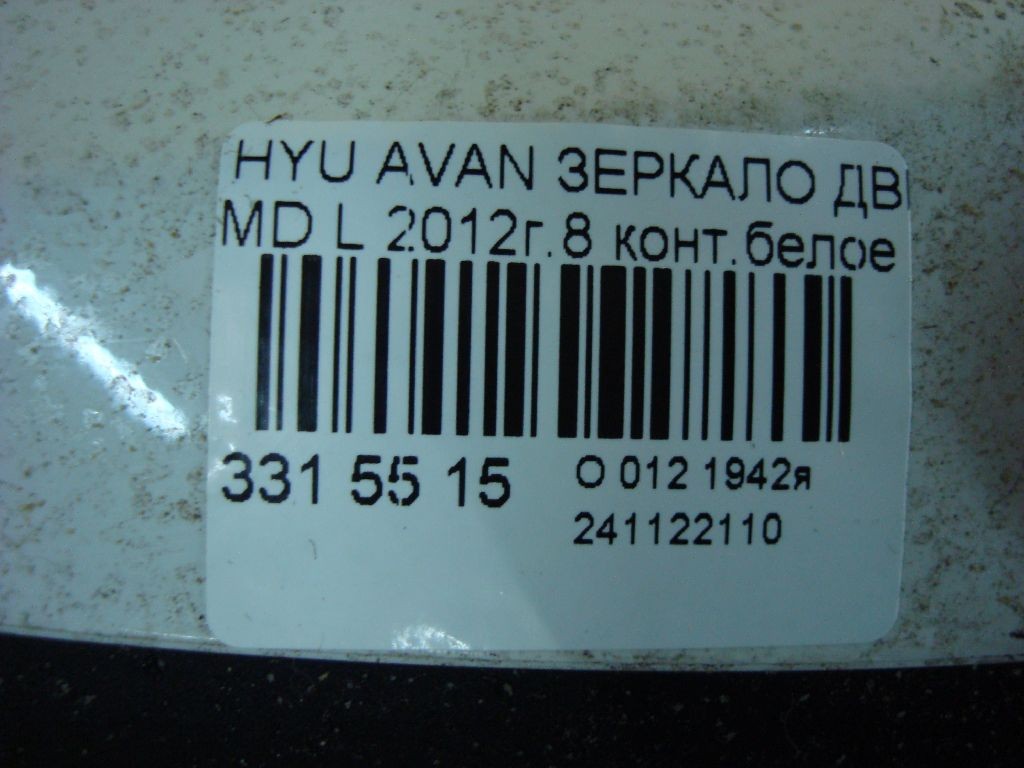 HYU AVAN ЗЕРКАЛО ДВ
MD L 2012г.8 конт.белое
331 55 15
О 012 1942я
241122110